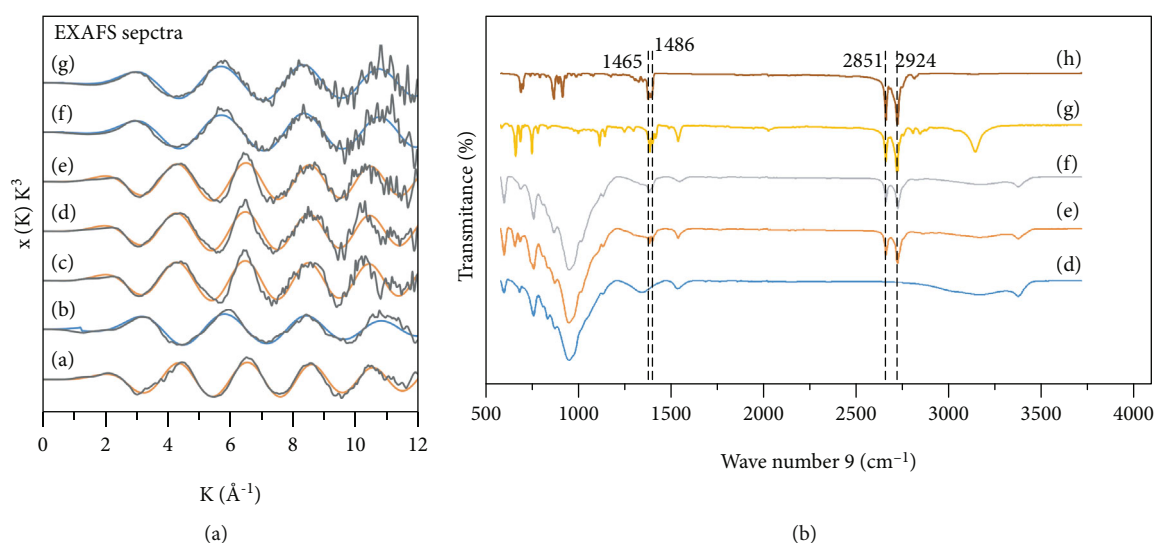 EXAFS sepctra
(g)
(f)
(e)
(d)
(c)
(b)
(a)
x (K) K³
0 2 4 6 8 10 12
K (Å⁻¹)
(a)
1465 1486 2851 2924
(h)
(g)
(f)
(e)
(d)
Transmitance (%)
500 1000 1500 2000 2500 3000 3500 4000
Wave number 9 (cm⁻¹)
(b)